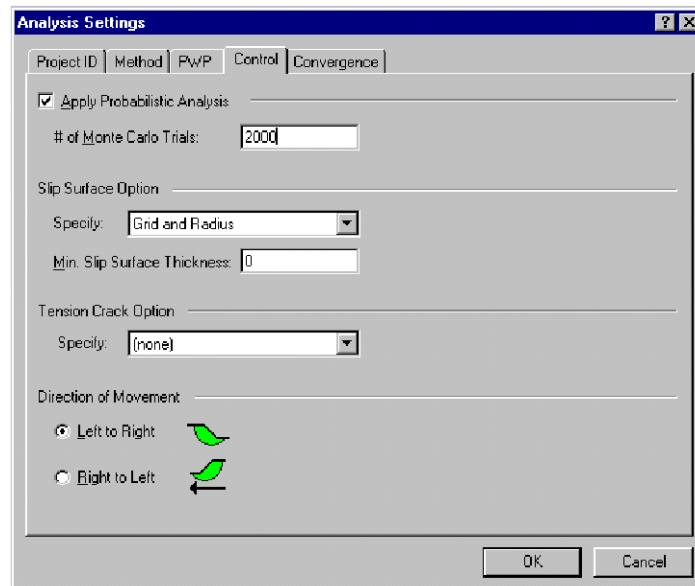 Analysis Settings
? X
Project ID Method PWP Control Convergence
Apply Probabilistic Analysis
# of Monte Carlo Trials: 2000
Slip Surface Option
Specify: Grid and Radius
Min. Slip Surface Thickness: 0
Tension Crack Option
Specify: (none)
Direction of Movement
Left to Right
Right to Left
OK Cancel